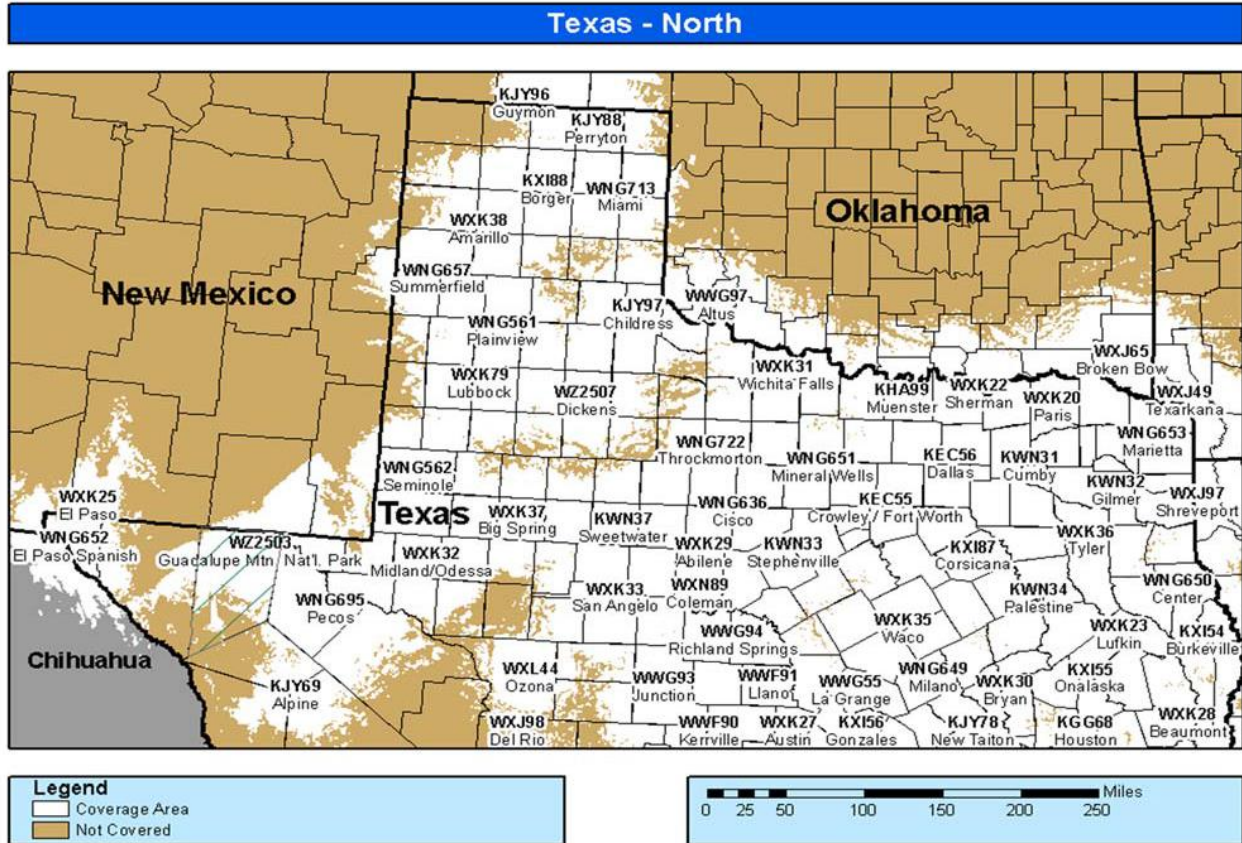 Texas - North
KJY96
Guymon
KJY88
Perryton
KXI88
Borger
WNG713
Miami
WXK38
Amarillo
Oklahoma
WNG657
Summerfield
New Mexico
KJY97
Childress
WWG97
Altus
WNG561
Plainview
WXK79
Lubbock
WZ2507
Dickens
WXK31
Wichita Falls
KHA99
Muenster
WXK22
Sherman
WXK20
Paris
WXJ65
Broken Bow
WXJ49
Texarkana
WNG722
Throckmorton
WNG651
Mineral Wells
KEC56
Dallas
KWN31
Cumby
WNG653
Marietta
KWN32
Gilmer
WXJ97
Shreveport
WNG562
Seminole
Texas
WXK37
Big Spring
KWN37
Sweetwater
WNG636
Cisco
KEC55
Crowley / Fort Worth
WXK36
Tyler
WXK25
El Paso
WNG652
El Paso Spanish
WZ2503
Guadalupe Mtn. Nat'l. Park
WXK32
Midland/Odessa
WXK29
Abilene
KWN33
Stephenville
KXI87
Corsicana
WNG695
Pecos
WXK33
San Angelo
WXN89
Coleman
KWN34
Palestine
WNG650
Center
WWG94
Richland Springs
WXK35
Waco
WXK23
Lufkin
KXI54
Burkeville
Chihuahua
KJY69
Alpine
WXL44
Ozona
WWG93
Junction
WWF91
Llano
WWG55
La Grange
WNG649
Milano
WXK30
Bryan
KXI55
Onalaska
WXJ98
Del Rio
WWF90
Kerrville
WXK27
Austin
KXI56
Gonzales
KJY78
New Taiton
KGG68
Houston
WXK28
Beaumont
Legend
Coverage Area
Not Covered
Miles
0 25 50 100 150 200 250